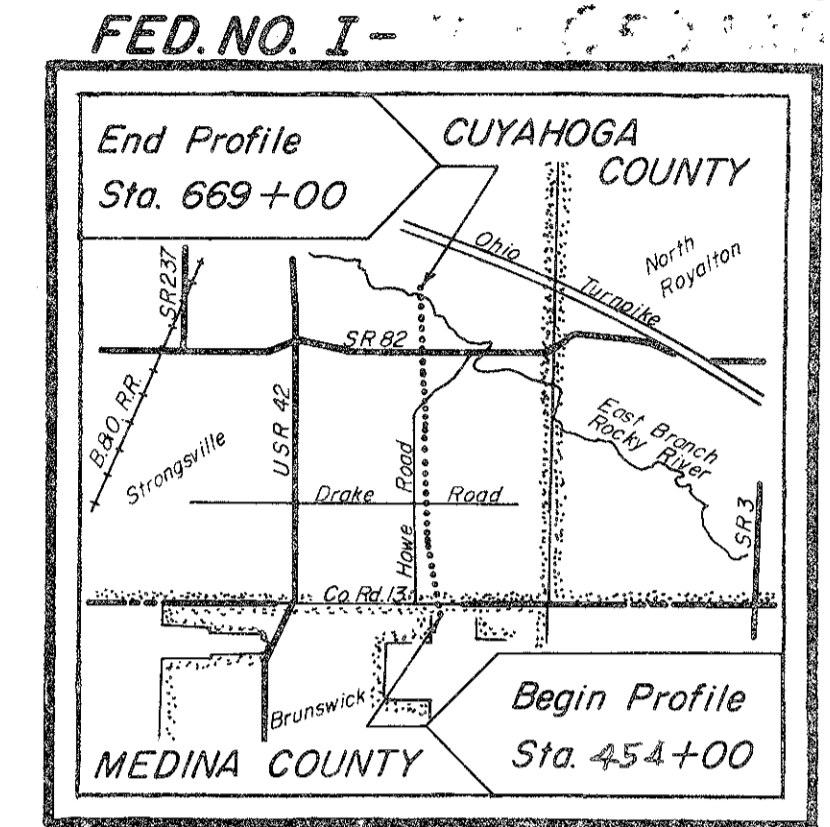 FED. NO. I-
End Profile
Sta. 669+00
CUYAHOGA
COUNTY
SR237
Ohio
Turnpike
North
Royalton
SR 82
B.&O. R.R.
USR 42
Strongsville
East Branch
Rocky River
Drake Road
Howe Road
SR 3
Co. Rd. 13
Brunswick
Begin Profile
Sta. 454+00
MEDINA COUNTY